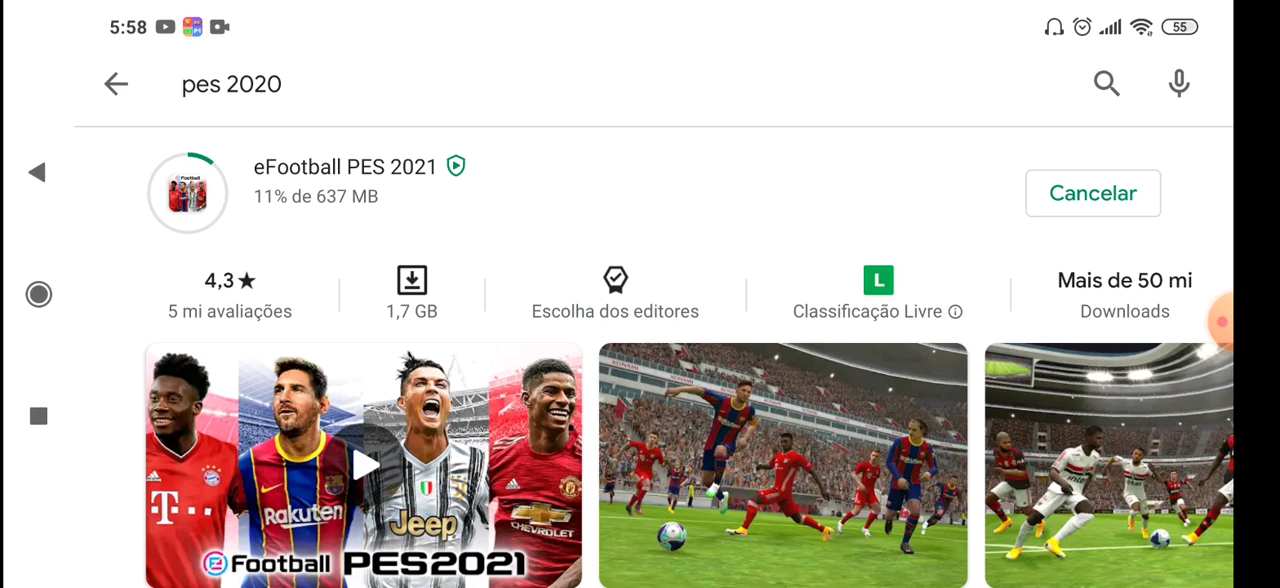 5:58
55
pes 2020
eFootball PES 2021
11% de 637 MB
Cancelar
4,3★
5 mi avaliações
1,7 GB
Escolha dos editores
L
Classificação Livre
Mais de 50 mi
Downloads
T
Rakuten
Jeep
CHEVROLET
eFootball PES2021
KONAMI